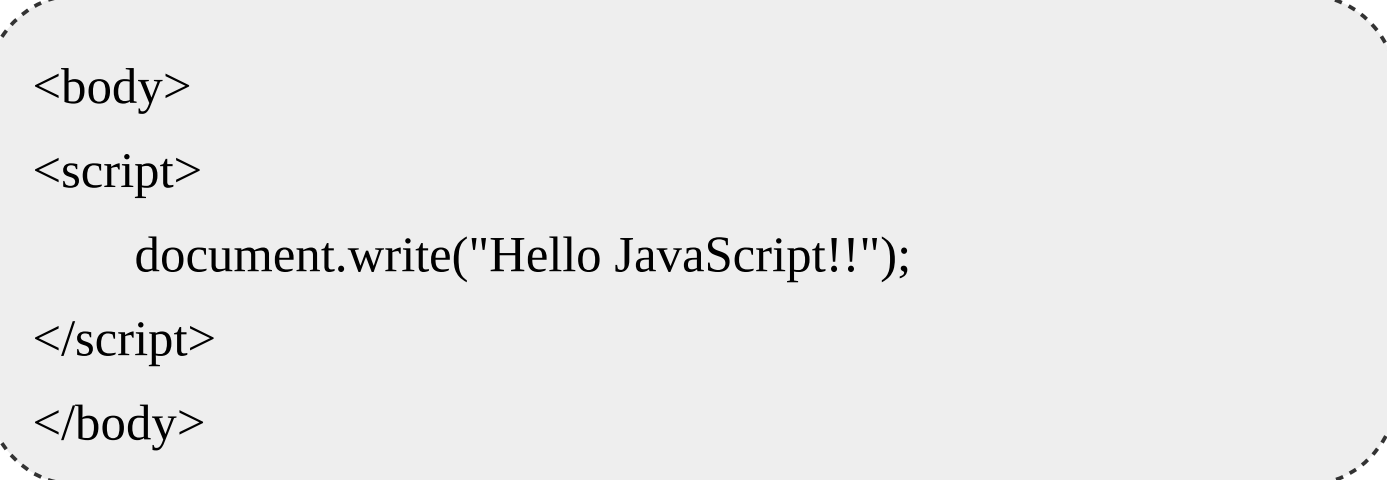 <body>
<script>
document.write("Hello JavaScript!!");
</script>
</body>